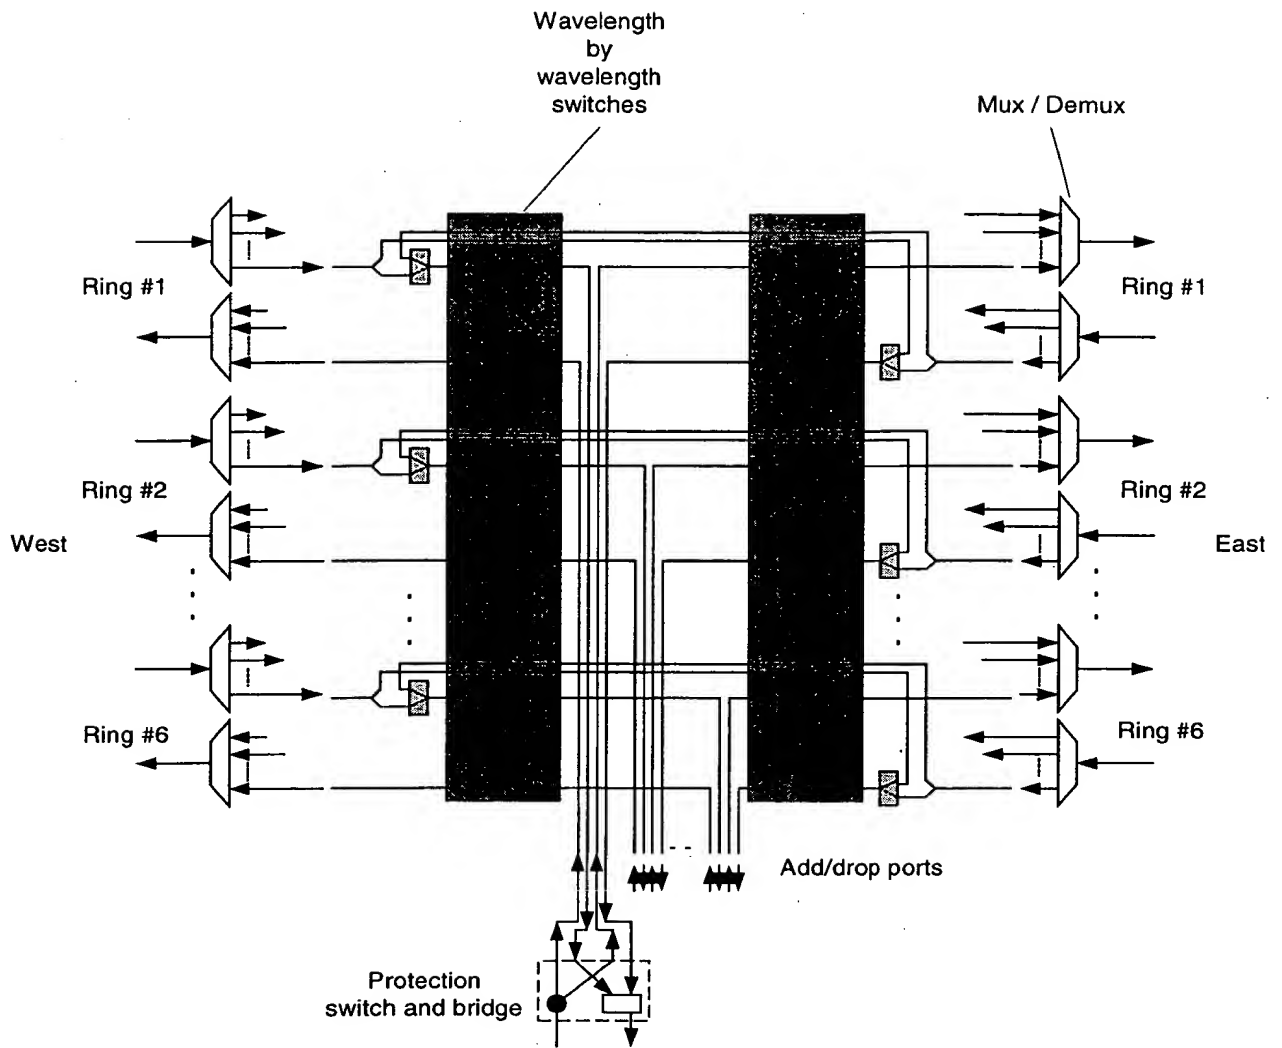 Wavelength
by
wavelength
switches
Mux / Demux
Ring #1
Ring #1
Ring #2
Ring #2
West
East
Ring #6
Ring #6
Add/drop ports
Protection
switch and bridge